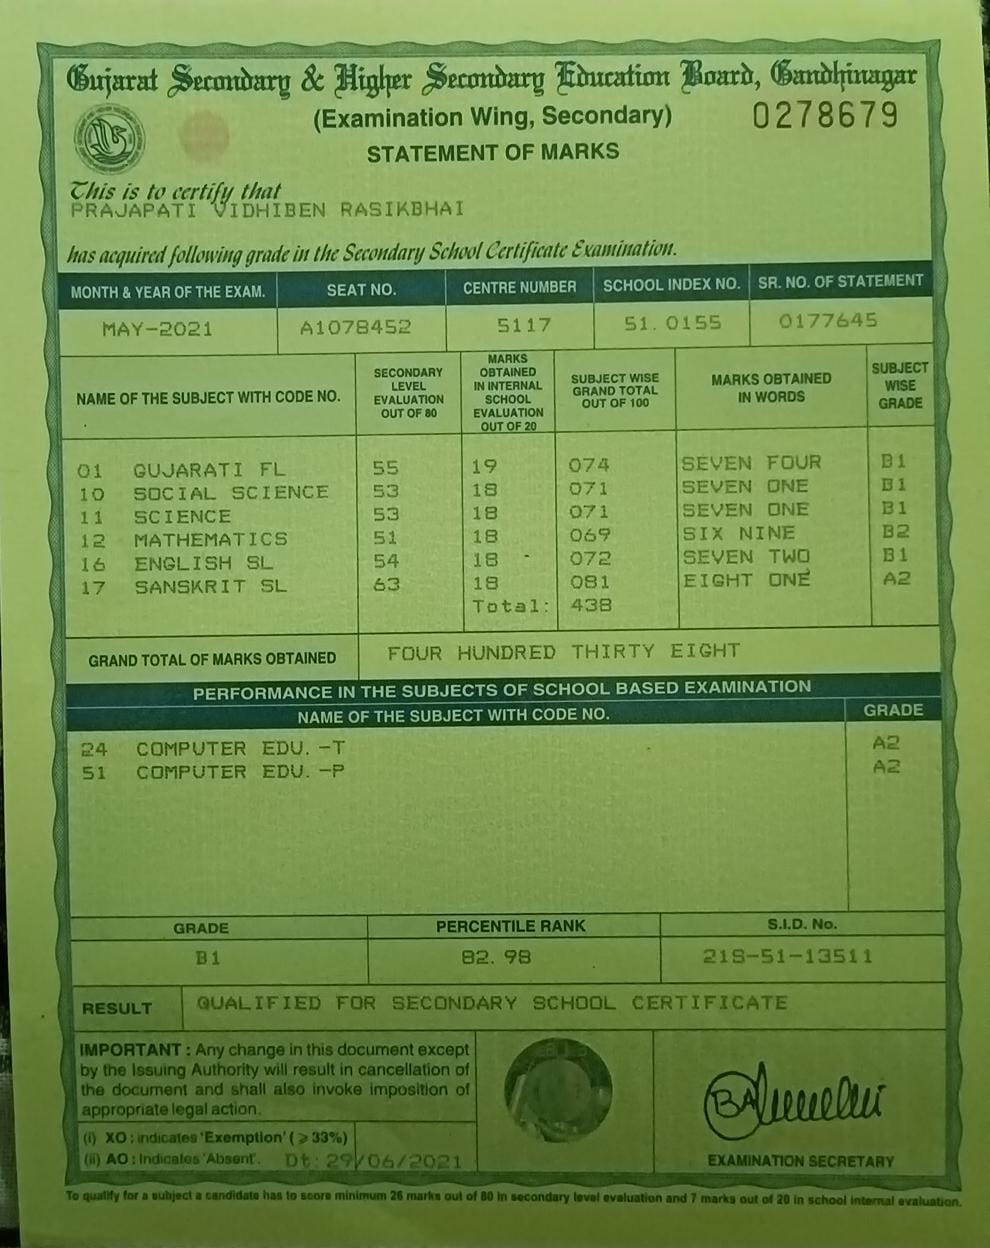 Gujarat Secondary & Higher Secondary Education Board, Gandhinagar
(Examination Wing, Secondary)
0278679
STATEMENT OF MARKS
This is to certify that
PRAJAPATI VIDHIBEN RASIKBHAI
has acquired following grade in the Secondary School Certificate Examination.
MONTH & YEAR OF THE EXAM. SEAT NO. CENTRE NUMBER SCHOOL INDEX NO. SR. NO. OF STATEMENT
MAY-2021 A1078452 5117 51.0155 0177645
NAME OF THE SUBJECT WITH CODE NO.
SECONDARY
LEVEL
EVALUATION
OUT OF 80
MARKS
OBTAINED
IN INTERNAL
SCHOOL
EVALUATION
OUT OF 20
SUBJECT WISE
GRAND TOTAL
OUT OF 100
MARKS OBTAINED
IN WORDS
SUBJECT
WISE
GRADE
01 GUJARATI FL 55 19 074 SEVEN FOUR B1
10 SOCIAL SCIENCE 53 18 071 SEVEN ONE B1
11 SCIENCE 53 18 071 SEVEN ONE B1
12 MATHEMATICS 51 18 069 SIX NINE B2
16 ENGLISH SL 54 18 072 SEVEN TWO B1
17 SANSKRIT SL 63 18 081 EIGHT ONE A2
Total: 438
GRAND TOTAL OF MARKS OBTAINED FOUR HUNDRED THIRTY EIGHT
PERFORMANCE IN THE SUBJECTS OF SCHOOL BASED EXAMINATION
NAME OF THE SUBJECT WITH CODE NO. GRADE
24 COMPUTER EDU. -T A2
51 COMPUTER EDU. -P A2
GRADE PERCENTILE RANK S.I.D. No.
B1 82.98 21S-51-13511
RESULT QUALIFIED FOR SECONDARY SCHOOL CERTIFICATE
IMPORTANT : Any change in this document except
by the Issuing Authority will result in cancellation of
the document and shall also invoke imposition of
appropriate legal action.
(i) XO : indicates 'Exemption' ( ⩾ 33%)
(ii) AO : Indicates 'Absent'. Dt: 29/06/2021
EXAMINATION SECRETARY
To qualify for a subject a candidate has to score minimum 26 marks out of 80 in secondary level evaluation and 7 marks out of 20 in school internal evaluation.